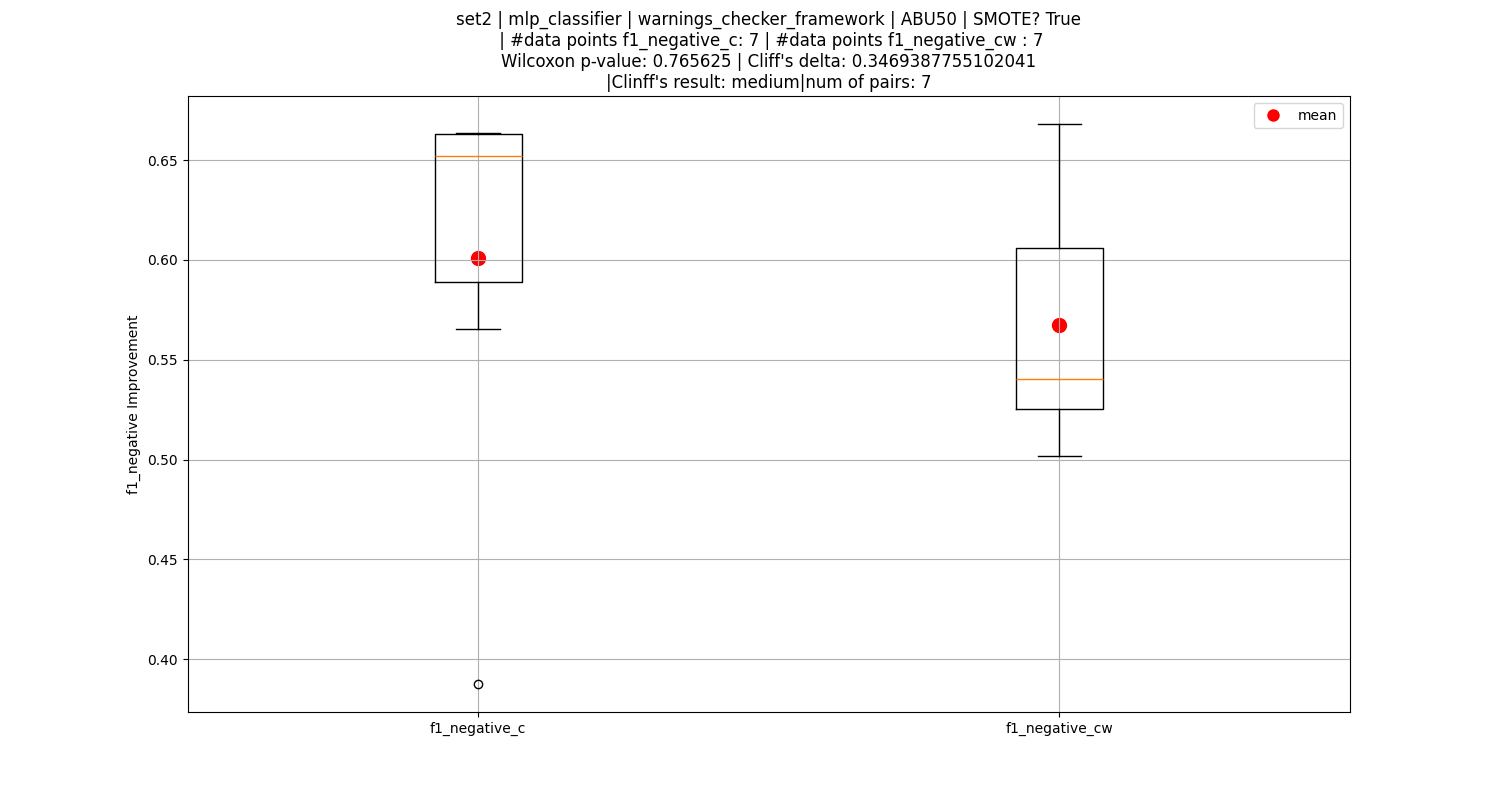 set2 | mlp_classifier | warnings_checker_framework | ABU50 | SMOTE? True
| #data points f1_negative_c: 7 | #data points f1_negative_cw : 7
Wilcoxon p-value: 0.765625 | Cliff's delta: 0.3469387755102041
|Clinff's result: medium|num of pairs: 7
mean
0.65
0.60
0.55
0.50
0.45
0.40
f1_negative Improvement
f1_negative_c
f1_negative_cw